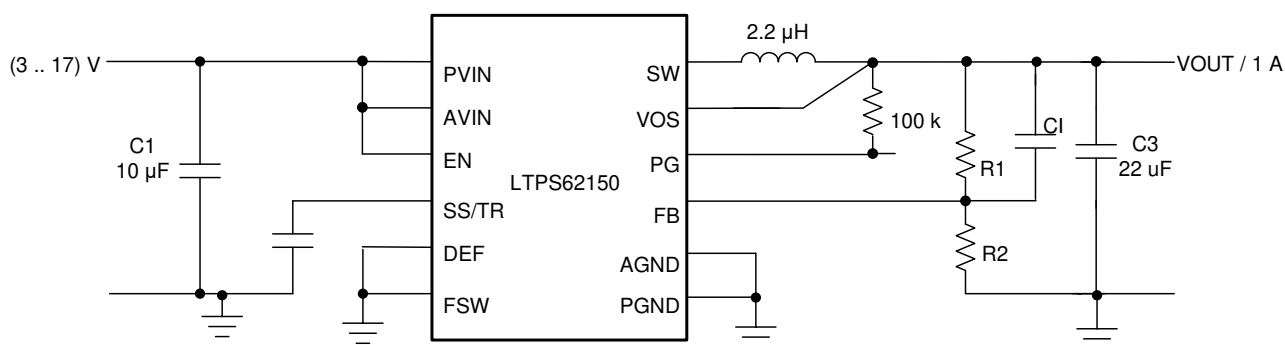 2.2 µH
(3 .. 17) V
PVIN
SW
VOUT / 1 A
AVIN
VOS
100 k
CI
C1
10 µF
EN
PG
R1
C3
22 uF
LTPS62150
SS/TR
FB
DEF
AGND
R2
FSW
PGND